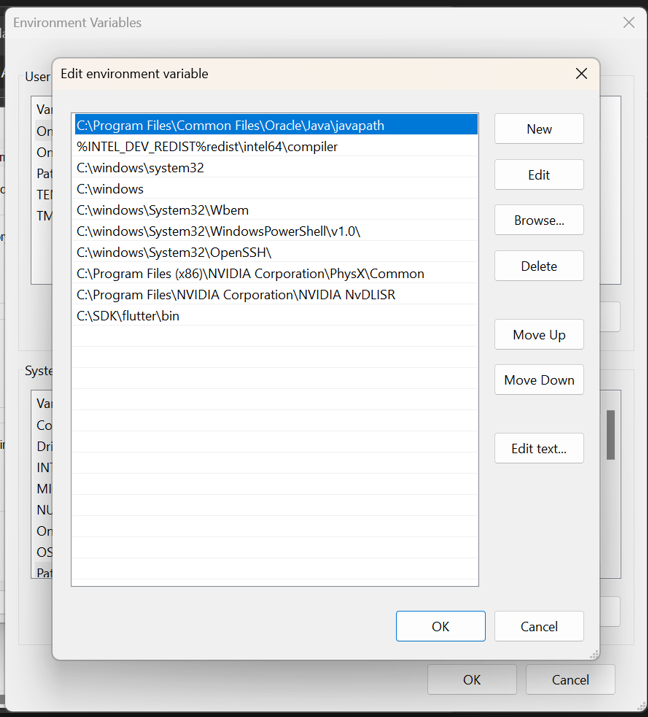 Environment Variables
Edit environment variable
User
Va
On
On
Pat
TEM
TM
C:\Program Files\Common Files\Oracle\Java\javapath
%INTEL_DEV_REDIST%redist\intel64\compiler
C:\windows\system32
C:\windows
C:\windows\System32\Wbem
C:\windows\System32\WindowsPowerShell\v1.0\
C:\windows\System32\OpenSSH\
C:\Program Files (x86)\NVIDIA Corporation\PhysX\Common
C:\Program Files\NVIDIA Corporation\NVIDIA NvDLISR
C:\SDK\flutter\bin
New
Edit
Browse...
Delete
Move Up
Move Down
Edit text...
Syste
Va
Co
Dri
INT
MI
NU
On
OS
Pat
OK
Cancel
OK
Cancel